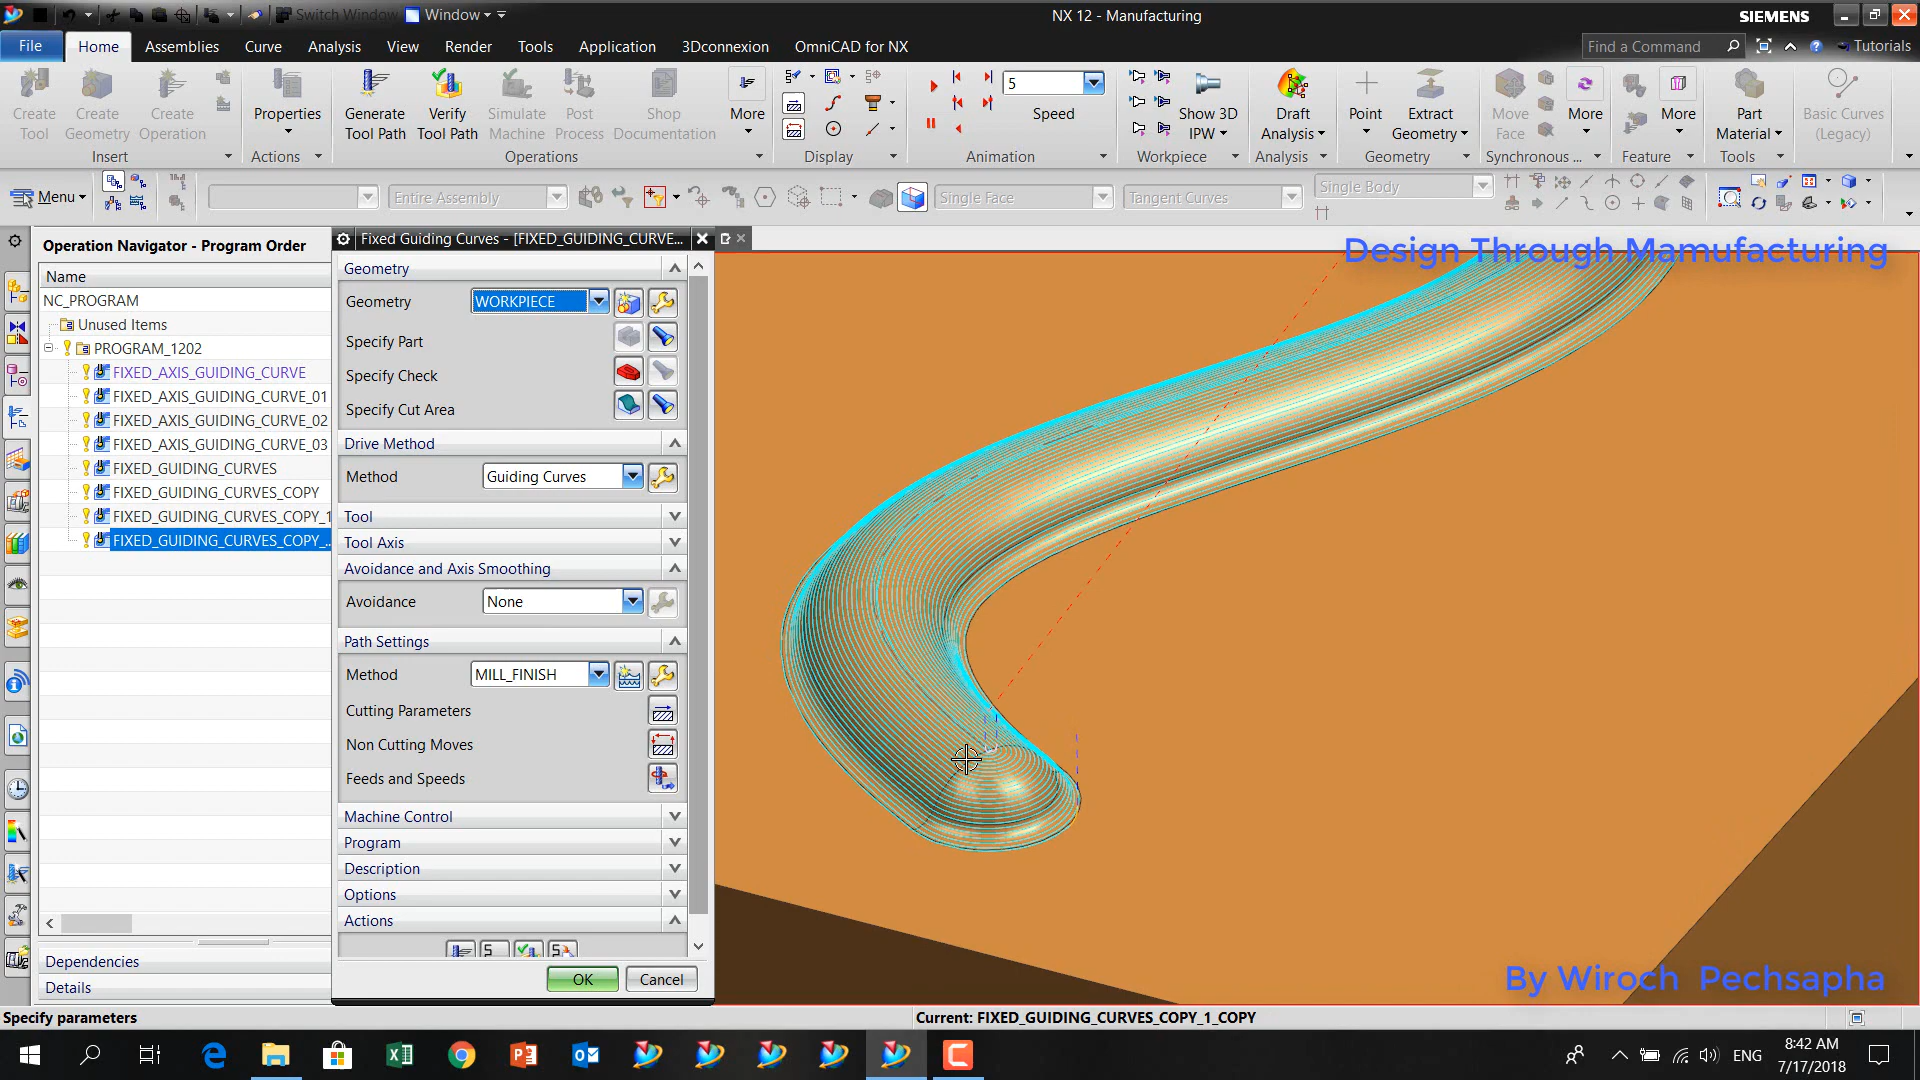 Switch Window
Window
NX 12 - Manufacturing
SIEMENS
File
Home
Assemblies
Curve
Analysis
View
Render
Tools
Application
3Dconnexion
OmniCAD for NX
Find a Command
Tutorials
Create Tool
Create Geometry
Create Operation
Properties
Generate Tool Path
Verify Tool Path
Simulate Machine
Post Process
Shop Documentation
More
5
Speed
Show 3D IPW
Draft Analysis
Point
Extract Geometry
Move Face
More
More
Part Material
Basic Curves (Legacy)
Insert
Actions
Operations
Display
Animation
Workpiece
Analysis
Geometry
Synchronous ...
Feature
Tools
Menu
Entire Assembly
Single Face
Tangent Curves
Single Body
Operation Navigator - Program Order
Name
NC_PROGRAM
Unused Items
PROGRAM_1202
FIXED_AXIS_GUIDING_CURVE
FIXED_AXIS_GUIDING_CURVE_01
FIXED_AXIS_GUIDING_CURVE_02
FIXED_AXIS_GUIDING_CURVE_03
FIXED_GUIDING_CURVES
FIXED_GUIDING_CURVES_COPY
FIXED_GUIDING_CURVES_COPY_1
FIXED_GUIDING_CURVES_COPY_...
Dependencies
Details
Fixed Guiding Curves - [FIXED_GUIDING_CURVE...
Geometry
Geometry
WORKPIECE
Specify Part
Specify Check
Specify Cut Area
Drive Method
Method
Guiding Curves
Tool
Tool Axis
Avoidance and Axis Smoothing
Avoidance
None
Path Settings
Method
MILL_FINISH
Cutting Parameters
Non Cutting Moves
Feeds and Speeds
Machine Control
Program
Description
Options
Actions
OK
Cancel
Design Through Mamufacturing
By Wiroch Pechsapha
Specify parameters
Current: FIXED_GUIDING_CURVES_COPY_1_COPY
ENG
8:42 AM
7/17/2018